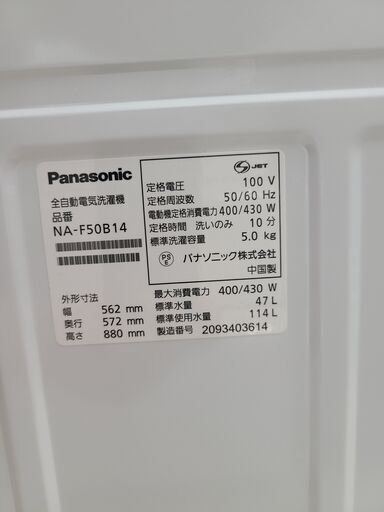 Panasonic
全自動電気洗濯機
品番
NA-F50B14
外形寸法
幅 562 mm
奥行 572 mm
高さ 880 mm
S JET
定格電圧 100 V
定格周波数 50/60 Hz
電動機定格消費電力 400/430 W
定格時間 洗いのみ 10 分
標準洗濯容量 5.0 kg
PSE パナソニック株式会社
中国製
最大消費電力 400/430 W
標準水量 47 L
標準使用水量 114 L
製造番号 2093403614